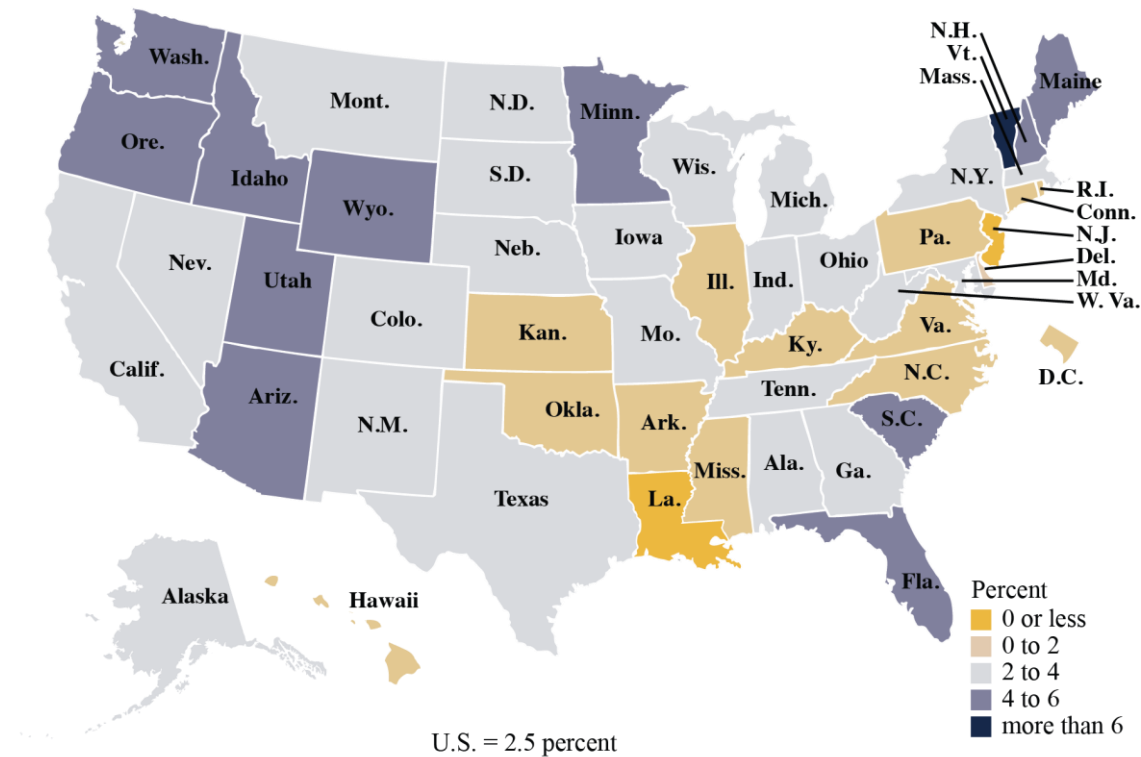 N.H.
Vt.
Mass.
Wash.
Maine
Mont.
N.D.
Minn.
Ore.
Idaho
S.D.
Wis.
N.Y.
Mich.
R.I.
Wyo.
Conn.
Iowa
Pa.
N.J.
Nev.
Neb.
Ohio
Del.
Utah
Ill.
Ind.
Md.
W. Va.
Colo.
Kan.
Mo.
Ky.
Va.
Calif.
N.C.
D.C.
Ariz.
Tenn.
Okla.
N.M.
Ark.
S.C.
Miss.
Ala.
Ga.
Texas
La.
Fla.
Alaska
Hawaii
Percent
0 or less
0 to 2
2 to 4
4 to 6
more than 6
U.S. = 2.5 percent